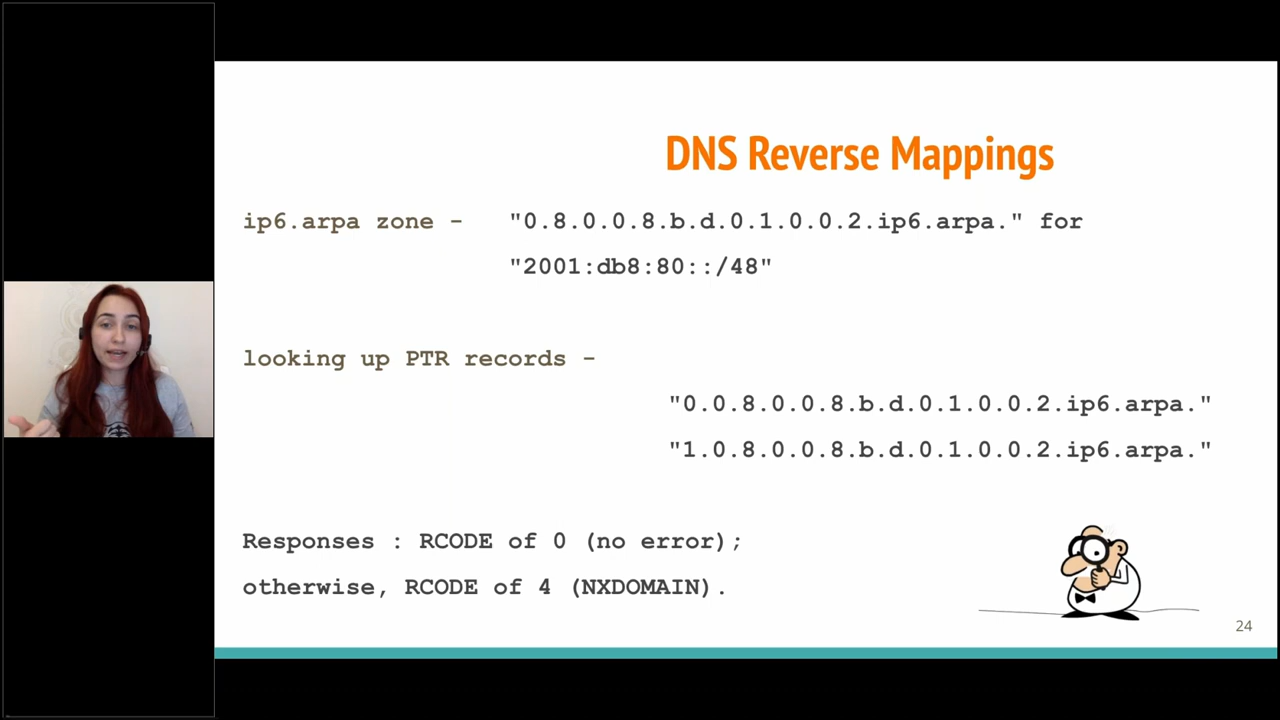 DNS Reverse Mappings
ip6.arpa zone - "0.8.0.0.8.b.d.0.1.0.0.2.ip6.arpa." for
"2001:db8:80::/48"
looking up PTR records -
"0.0.8.0.0.8.b.d.0.1.0.0.2.ip6.arpa."
"1.0.8.0.0.8.b.d.0.1.0.0.2.ip6.arpa."
Responses : RCODE of 0 (no error);
otherwise, RCODE of 4 (NXDOMAIN).
24